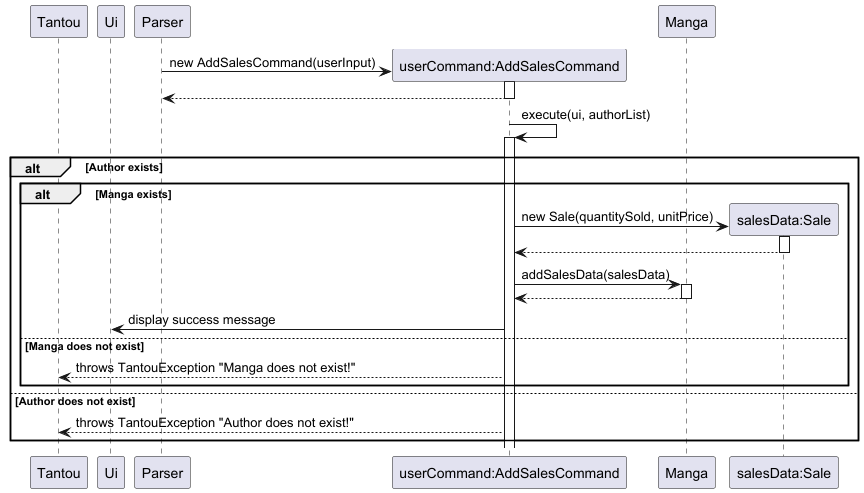 Tantou Ui Parser Manga
new AddSalesCommand(userInput)
userCommand:AddSalesCommand
execute(ui, authorList)
alt [Author exists]
alt [Manga exists]
new Sale(quantitySold, unitPrice)
salesData:Sale
addSalesData(salesData)
display success message
[Manga does not exist]
throws TantouException "Manga does not exist!"
[Author does not exist]
throws TantouException "Author does not exist!"
Tantou Ui Parser userCommand:AddSalesCommand Manga salesData:Sale